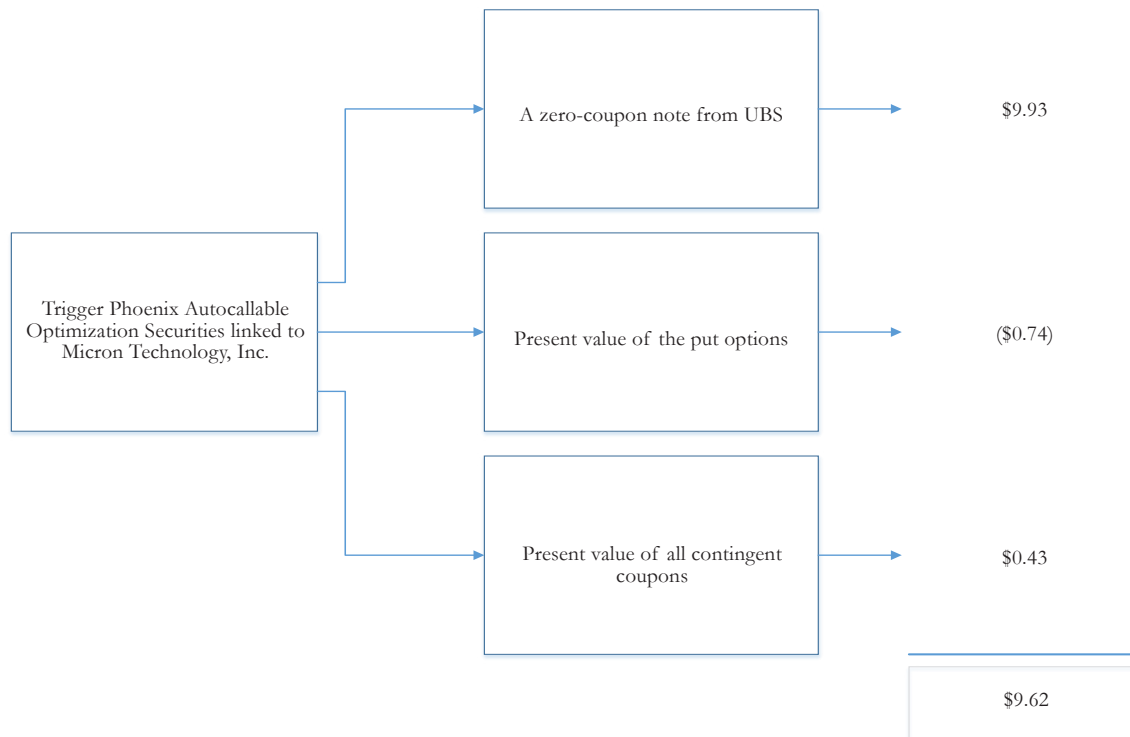 A zero-coupon note from UBS
$9.93
Trigger Phoenix Autocallable
Optimization Securities linked to
Micron Technology, Inc.
Present value of the put options
($0.74)
Present value of all contingent
coupons
$0.43
$9.62